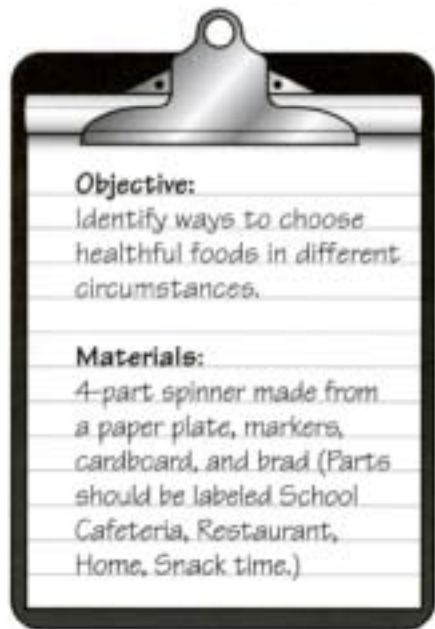 Objective:
Identify ways to choose
healthful foods in different
circumstances.
Materials:
4-part spinner made from
a paper plate, markers,
cardboard, and brad (Parts
should be labeled School
Cafeteria, Restaurant,
Home, Snack time.)